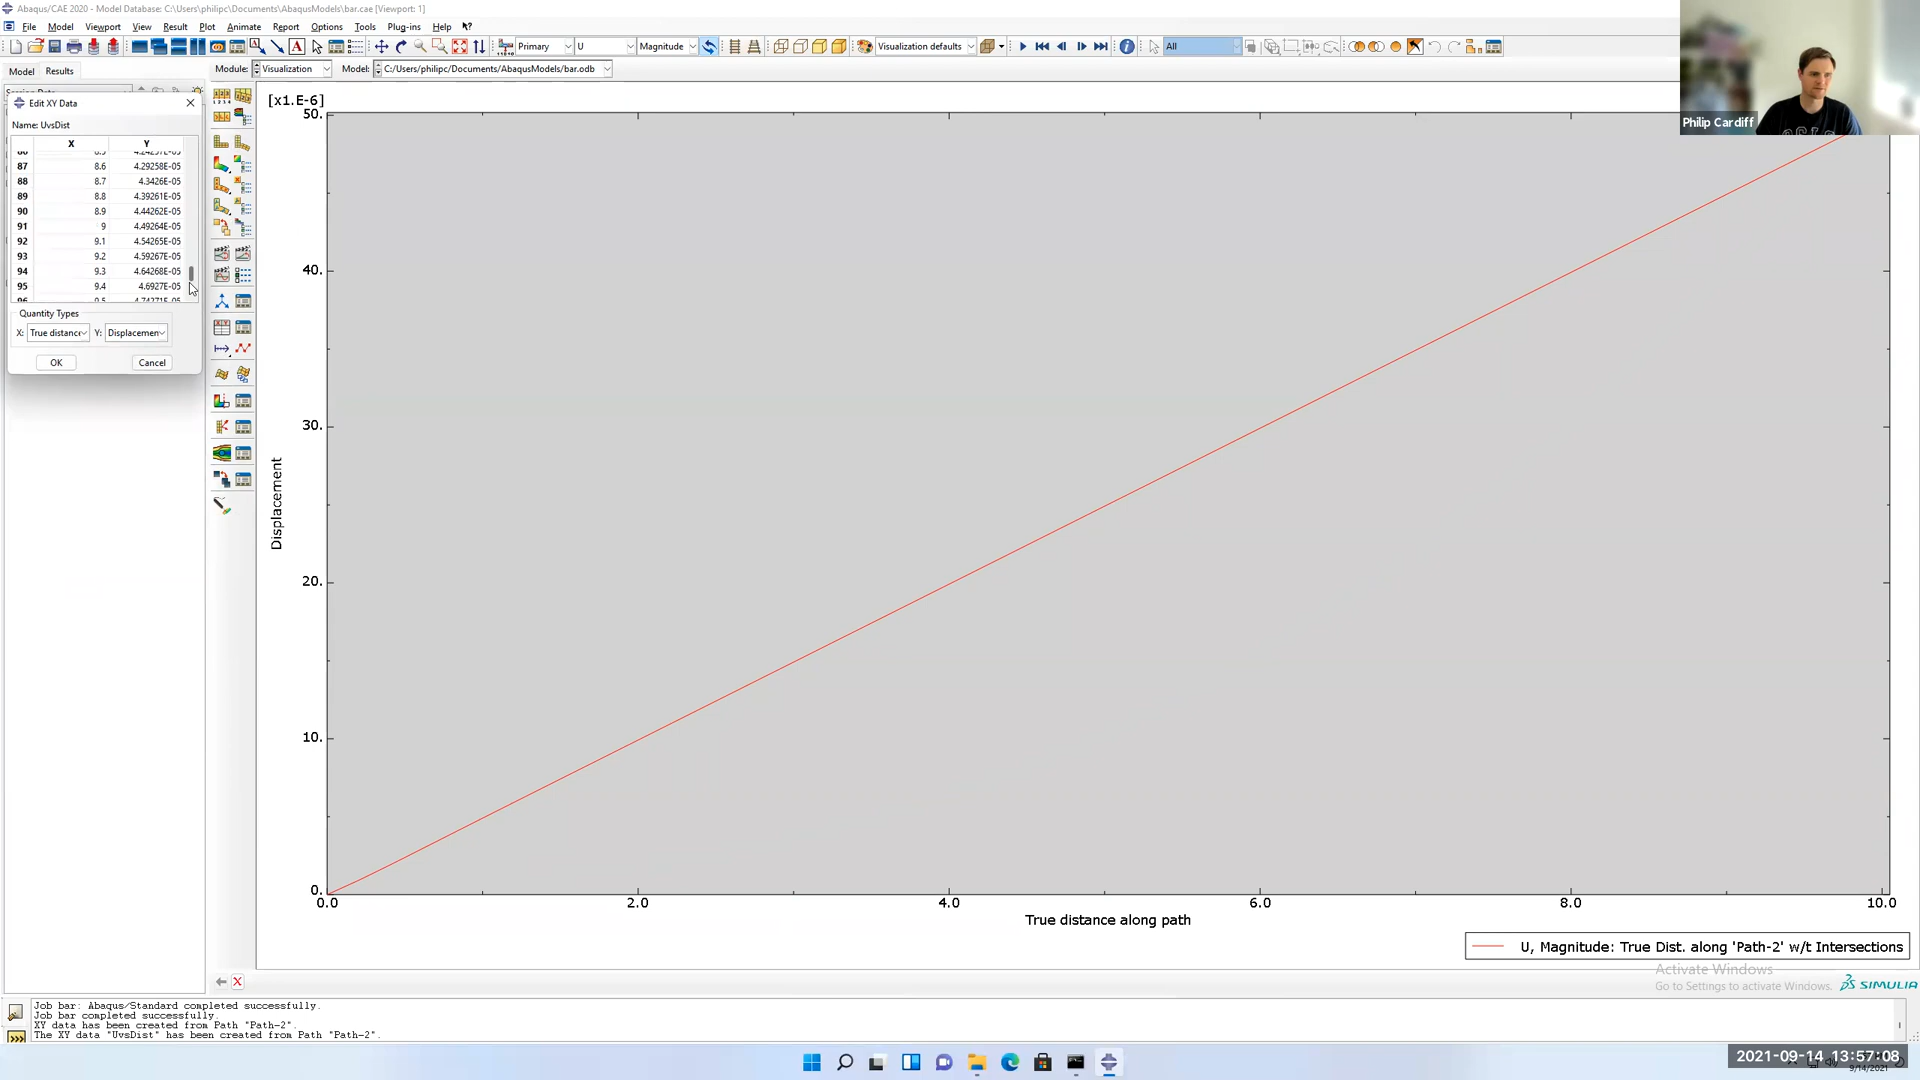 Abaqus/CAE 2020 - Model Database: C:\Users\philipc\Documents\AbaqusModels\bar.cae [Viewport: 1]
File Model Viewport View Result Plot Animate Report Options Tools Plug-ins Help
Primary U Magnitude Visualization defaults All
Model Results Module: Visualization Model: C:/Users/philipc/Documents/AbaqusModels/bar.odb
Edit XY Data
Name: UvsDist
X Y
87 8.6 4.29258E-05
88 8.7 4.3426E-05
89 8.8 4.39261E-05
90 8.9 4.44262E-05
91 9 4.49264E-05
92 9.1 4.54265E-05
93 9.2 4.59267E-05
94 9.3 4.64268E-05
95 9.4 4.6927E-05
96 9.5 4.74271E-05
Quantity Types
X: True distance Y: Displacemen
OK Cancel
[x1.E-6]
50.
40.
30.
20.
10.
0.
Displacement
0.0 2.0 4.0 6.0 8.0 10.0
True distance along path
U, Magnitude: True Dist. along 'Path-2' w/t Intersections
Philip Cardiff
Activate Windows
Go to Settings to activate Windows.
SIMULIA
Job bar: Abaqus/Standard completed successfully.
Job bar completed successfully.
XY data has been created from Path "Path-2".
The XY data "UvsDist" has been created from Path "Path-2".
2021-09-14 13:57:08
9/14/2021